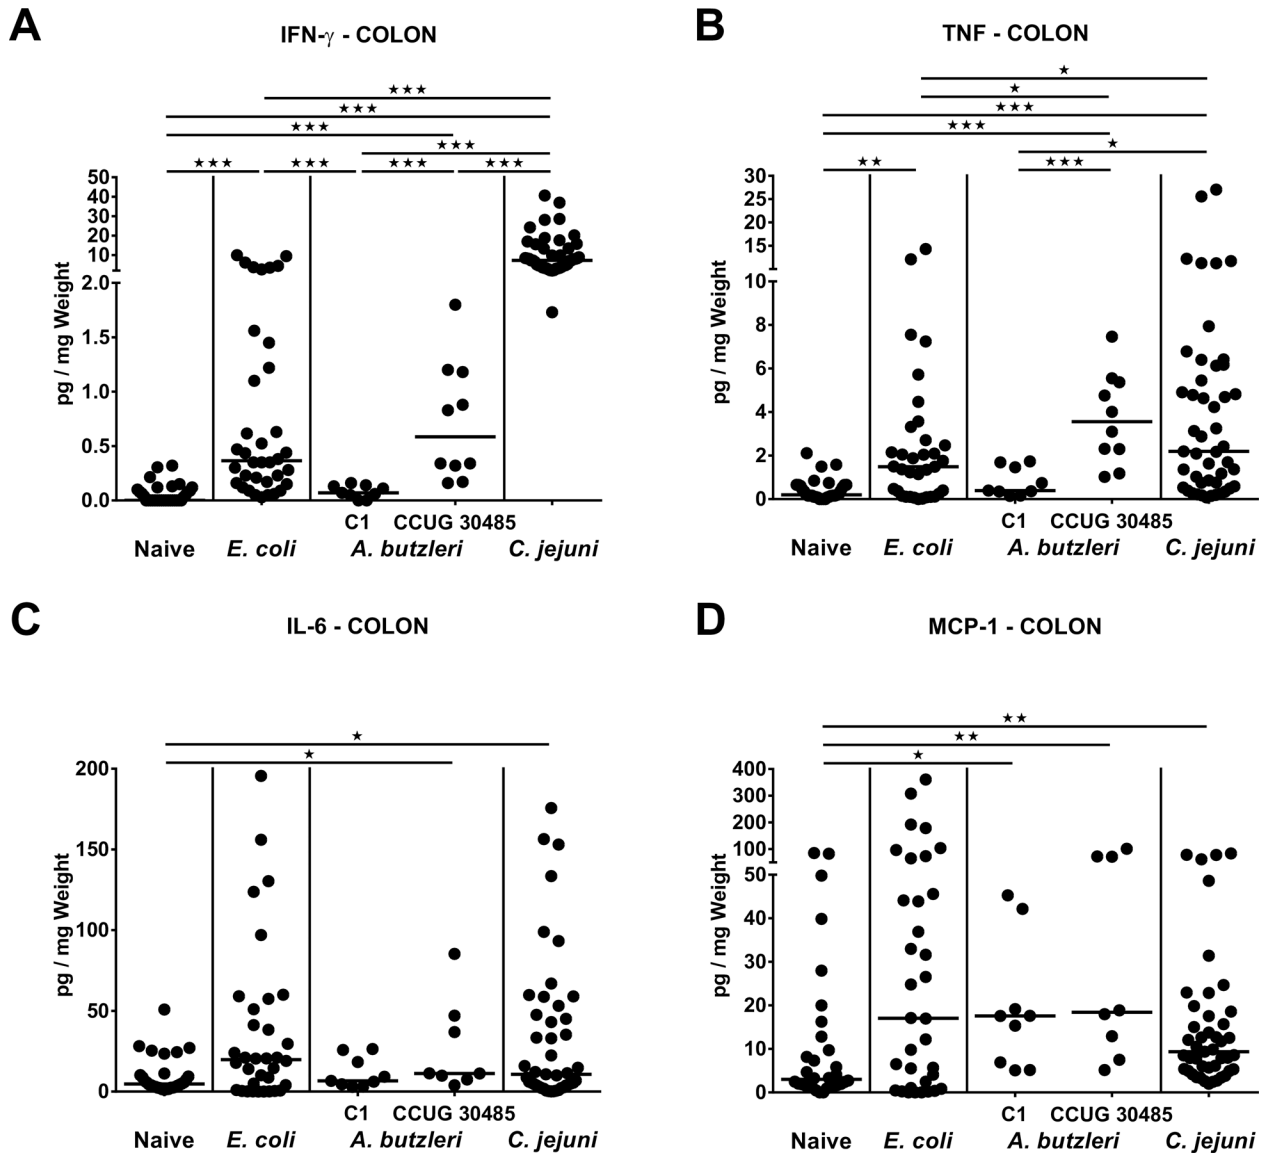 A
IFN-γ - COLON
★★★
★★★
★★★
★★★
★★★ ★★★ ★★★ ★★★
pg / mg Weight
50
40
30
20
10
2.0
1.5
1.0
0.5
0.0
C1 CCUG 30485
Naive E. coli A. butzleri C. jejuni
B
TNF - COLON
★
★
★★★
★★★
★
★★ ★★★
pg / mg Weight
30
25
20
15
10
8
6
4
2
0
C1 CCUG 30485
Naive E. coli A. butzleri C. jejuni
C
IL-6 - COLON
★
★
pg / mg Weight
200
150
100
50
0
C1 CCUG 30485
Naive E. coli A. butzleri C. jejuni
D
MCP-1 - COLON
★★
★★
★
pg / mg Weight
400
300
200
100
50
40
30
20
10
0
C1 CCUG 30485
Naive E. coli A. butzleri C. jejuni